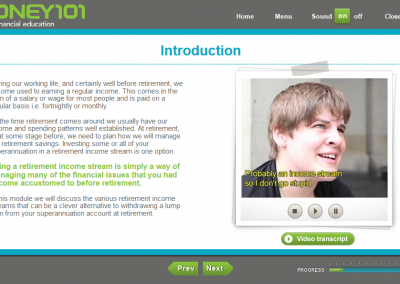 ONEY101
financial education
Home Menu Sound on off Close
Introduction
ring our working life, and certainly well before retirement, we
come used to earning a regular income. This comes in the
m of a salary or wage for most people and is paid on a
gular basis i.e. fortnightly or monthly.
the time retirement comes around we usually have our
ome and spending patterns well established. At retirement,
at some stage before, we need to plan how we will manage
retirement savings. Investing some or all of your
perannuation in a retirement income stream is one option.
ing a retirement income stream is simply a way of
naging many of the financial issues that you had
come accustomed to before retirement.
his module we will discuss the various retirement income
eams that can be a clever alternative to withdrawing a lump
m from your superannuation account at retirement.
Probably an income stream
so I don't go stupid
Video transcript
Prev Next
PROGRESS